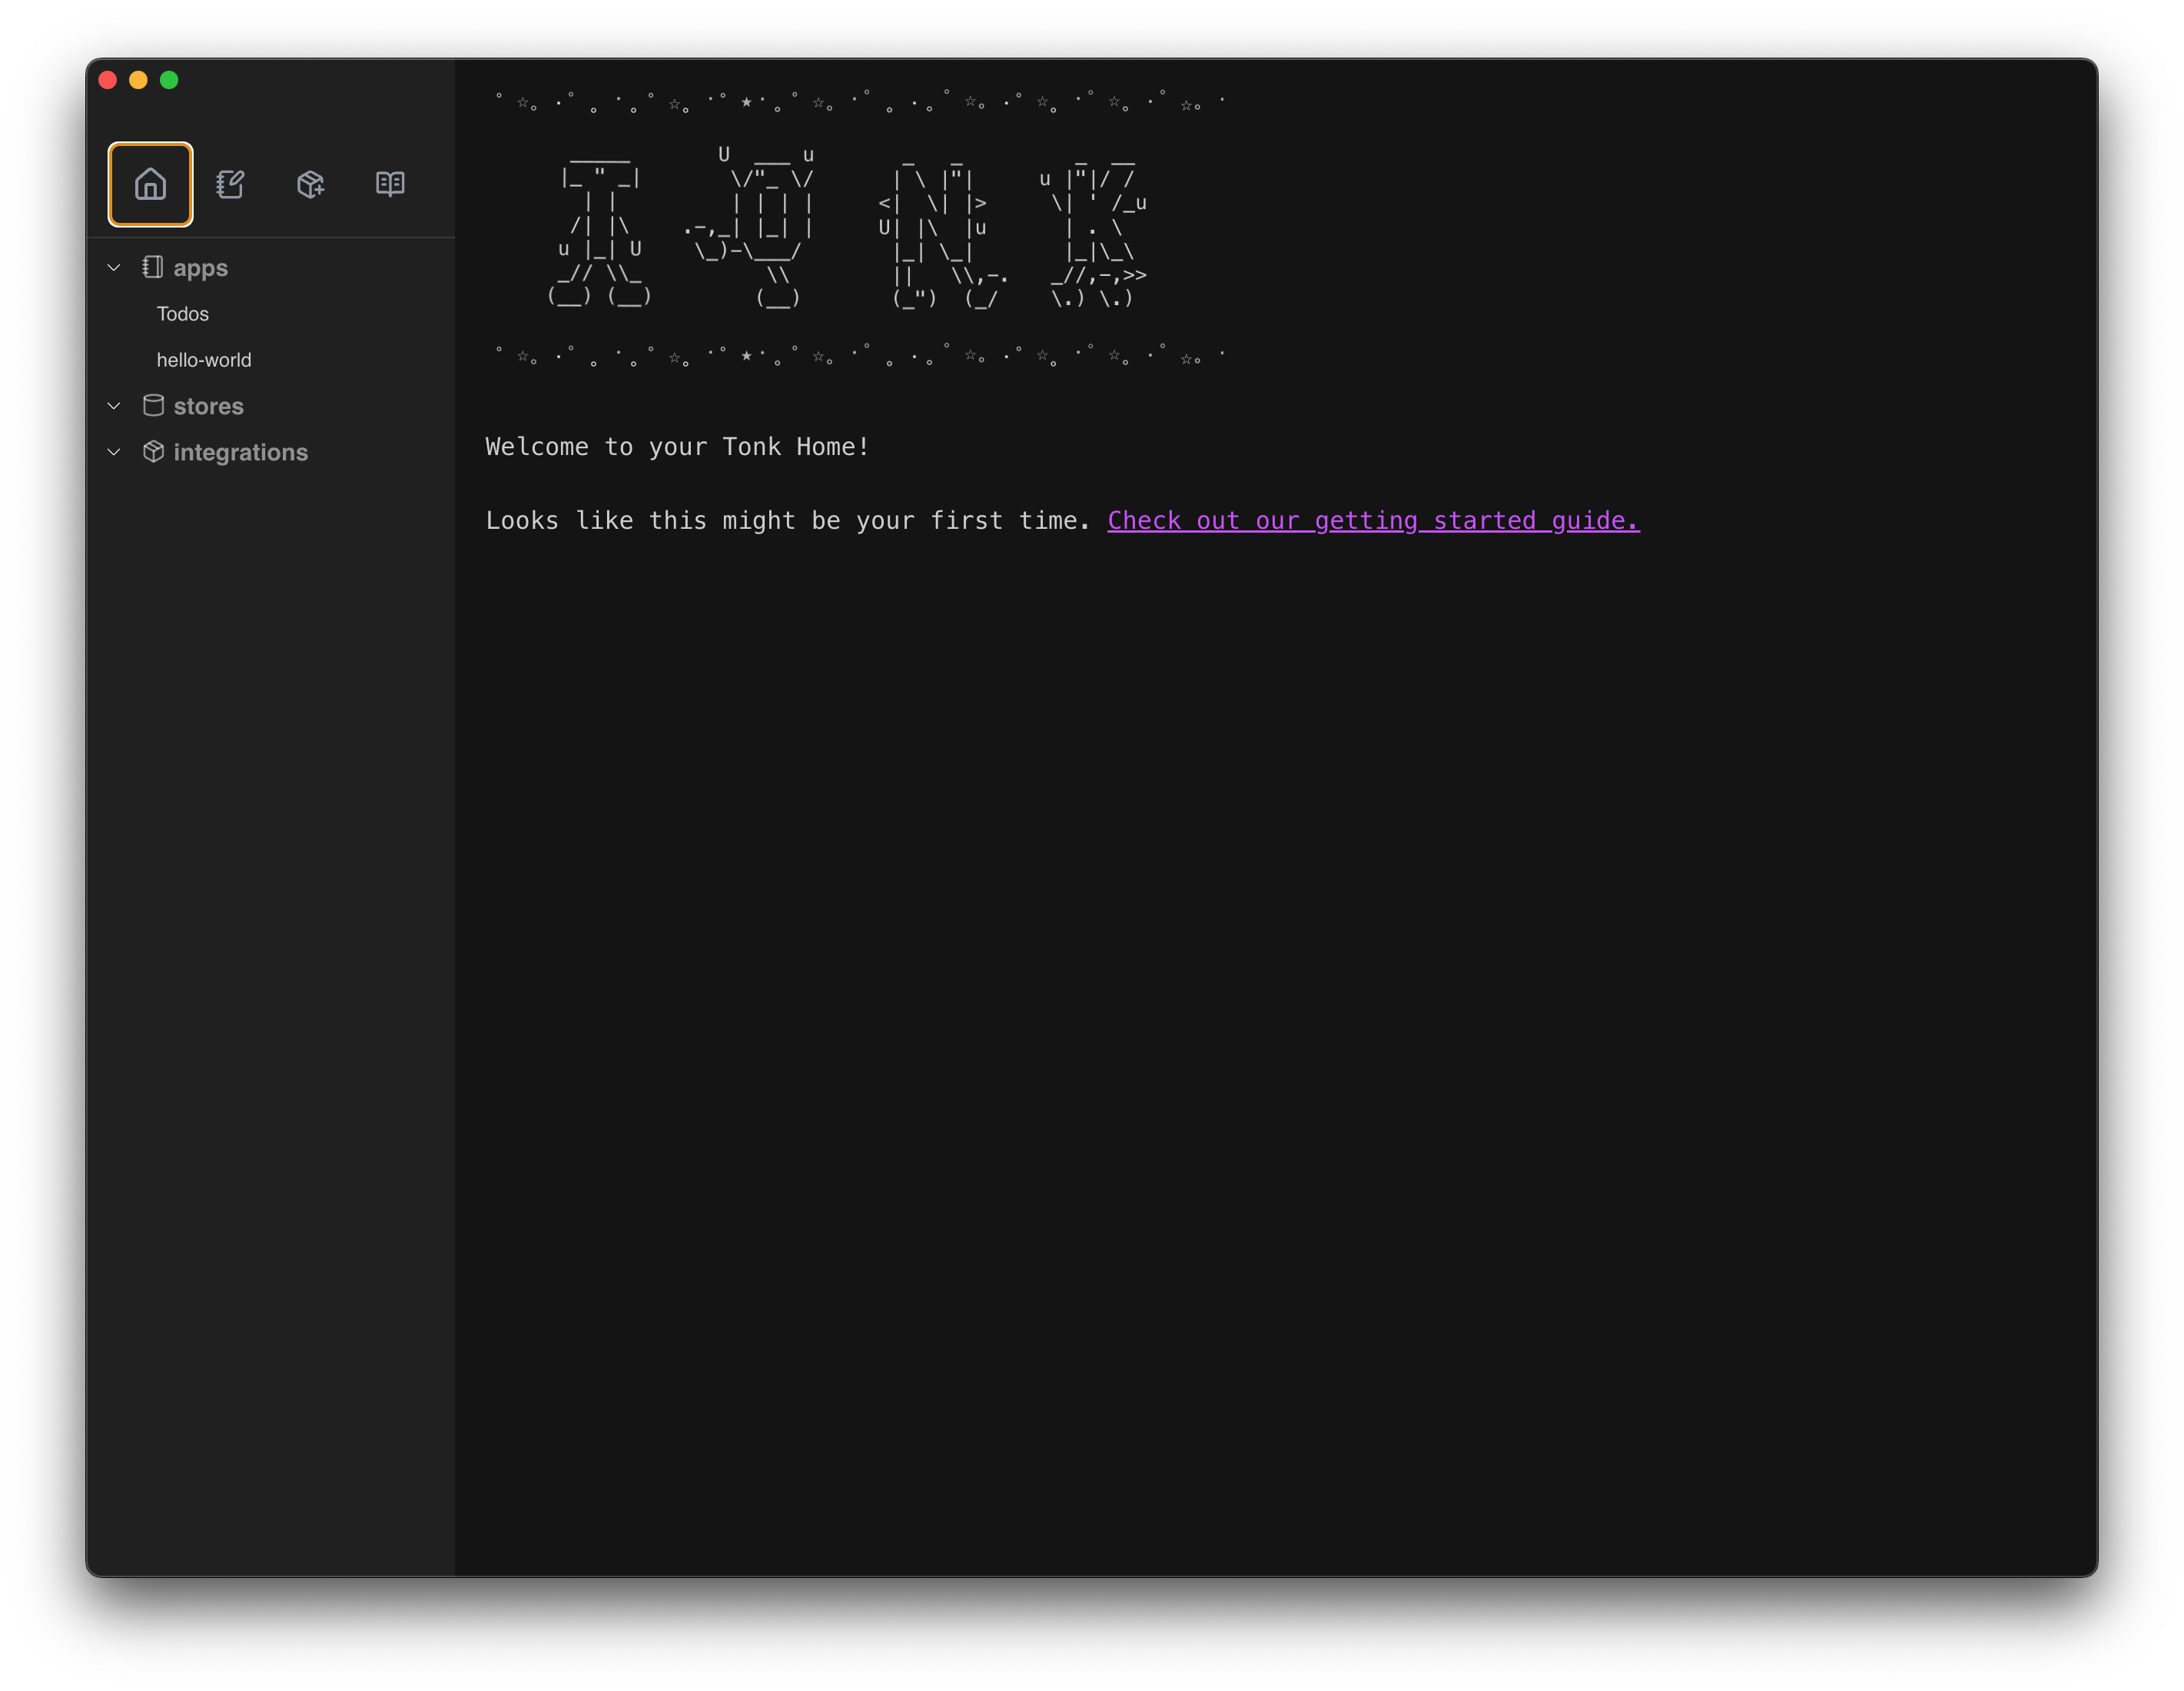 apps
Todos
hello-world
stores
integrations
TONK
Welcome to your Tonk Home!
Looks like this might be your first time. Check out our getting started guide.